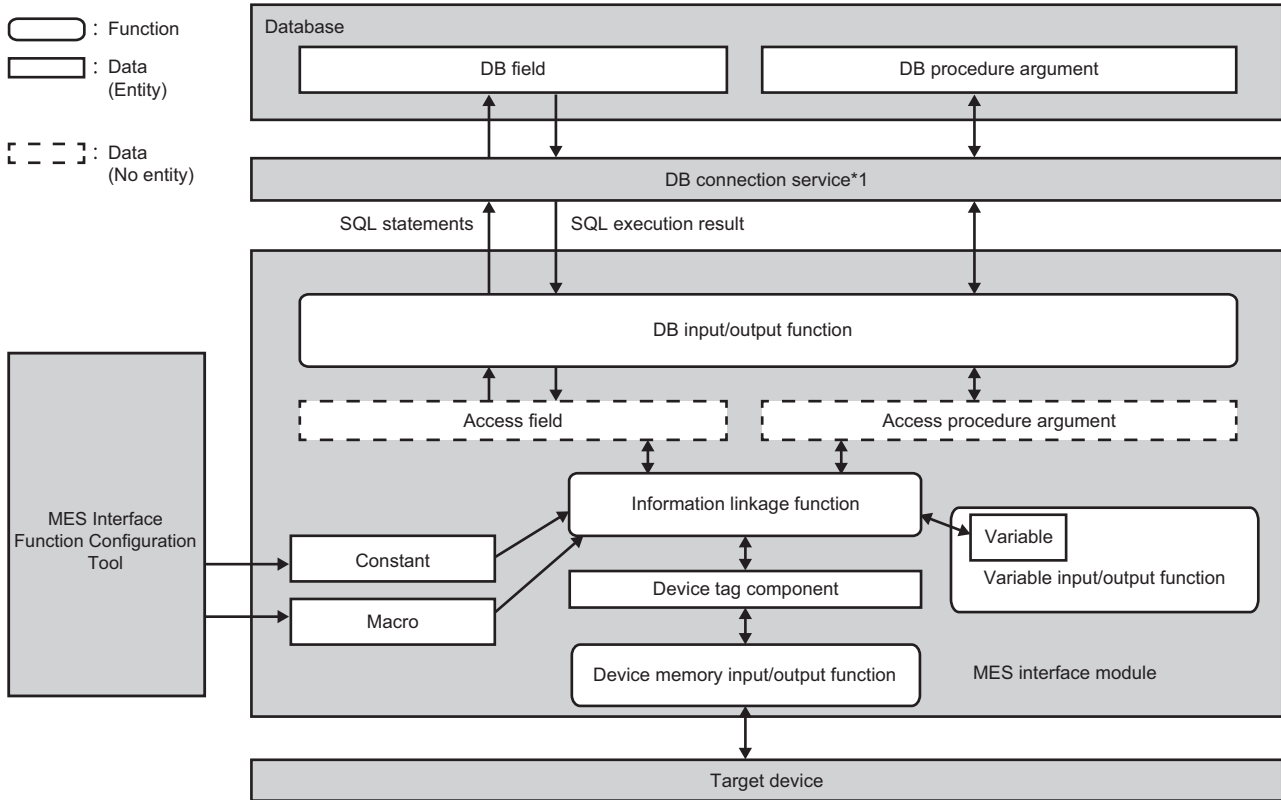 : Function
: Data
(Entity)
: Data
(No entity)
Database
DB field
DB procedure argument
DB connection service*1
SQL statements
SQL execution result
DB input/output function
Access field
Access procedure argument
MES Interface
Function Configuration
Tool
Information linkage function
Constant
Macro
Variable
Variable input/output function
Device tag component
Device memory input/output function
MES interface module
Target device